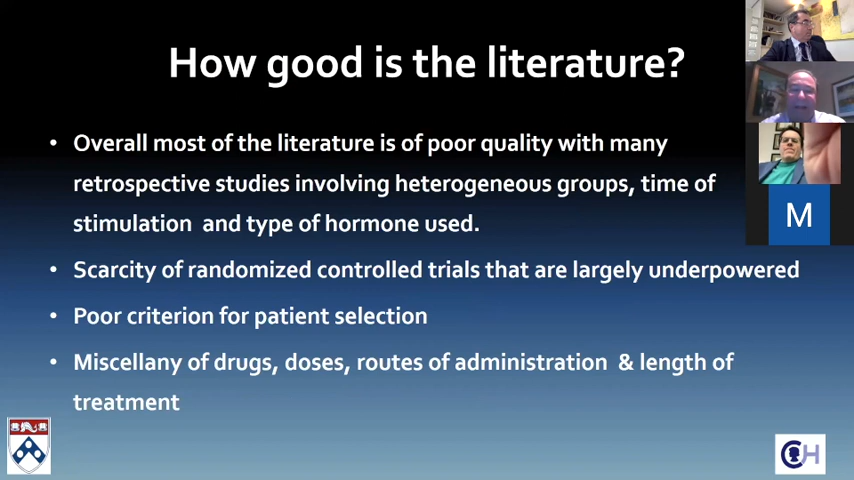 How good is the literature?
• Overall most of the literature is of poor quality with many
retrospective studies involving heterogeneous groups, time of
stimulation and type of hormone used.
• Scarcity of randomized controlled trials that are largely underpowered
• Poor criterion for patient selection
• Miscellany of drugs, doses, routes of administration & length of
treatment
M
CH